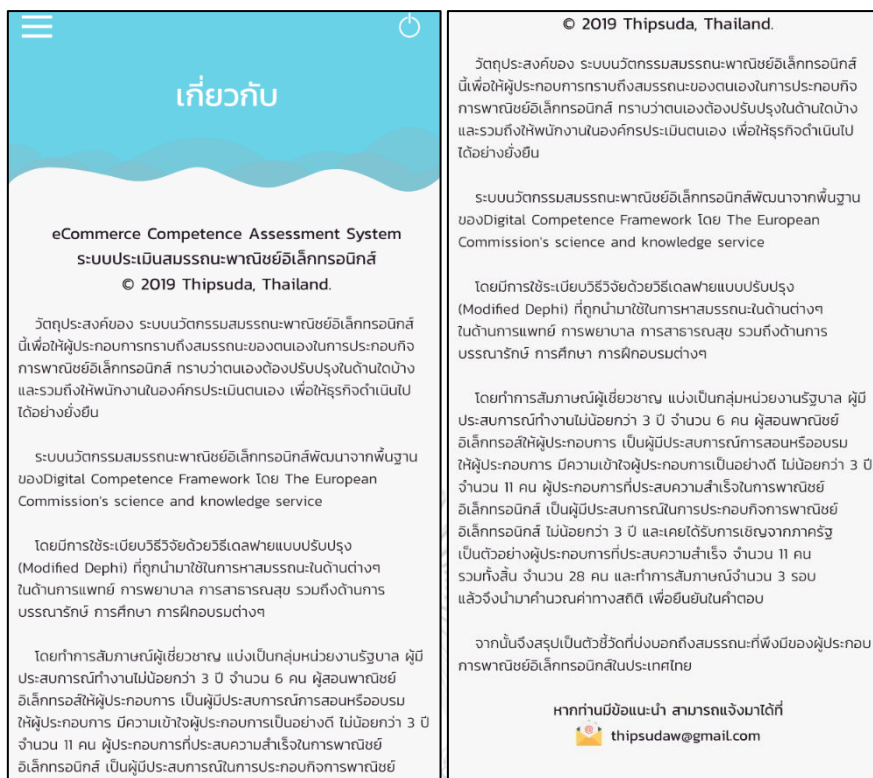 เกี่ยวกับ
eCommerce Competence Assessment System
ระบบประเมินสมรรถนะพาณิชย์อิเล็กทรอนิกส์
© 2019 Thipsuda, Thailand.
วัตถุประสงค์ของ ระบบนวัตกรรมสมรรถนะพาณิชย์อิเล็กทรอนิกส์
นี้เพื่อให้ผู้ประกอบการทราบถึงสมรรถนะของตนเองในการประกอบกิจ
การพาณิชย์อิเล็กทรอนิกส์ ทราบว่าตนเองต้องปรับปรุงในด้านใดบ้าง
และรวมถึงให้พนักงานในองค์กรประเมินตนเอง เพื่อให้ธุรกิจดำเนินไป
ได้อย่างยั่งยืน
ระบบนวัตกรรมสมรรถนะพาณิชย์อิเล็กทรอนิกส์พัฒนาจากพื้นฐาน
ของDigital Competence Framework โดย The European
Commission's science and knowledge service
โดยมีการใช้ระเบียบวิธีวิจัยด้วยวิธีเดลฟายแบบปรับปรุง
(Modified Dephi) ที่ถูกนำมาใช้ในการหาสมรรถนะในด้านต่างๆ
ในด้านการแพทย์ การพยาบาล การสาธารณสุข รวมถึงด้านการ
บรรณารักษ์ การศึกษา การฝึกอบรมต่างๆ
โดยทำการสัมภาษณ์ผู้เชี่ยวชาญ แบ่งเป็นกลุ่มหน่วยงานรัฐบาล ผู้มี
ประสบการณ์ทำงานไม่น้อยกว่า 3 ปี จำนวน 6 คน ผู้สอนพาณิชย์
อิเล็กทรอสให้ผู้ประกอบการ เป็นผู้มีประสบการณ์การสอนหรืออบรม
ให้ผู้ประกอบการ มีความเข้าใจผู้ประกอบการเป็นอย่างดี ไม่น้อยกว่า 3 ปี
จำนวน 11 คน ผู้ประกอบการที่ประสบความสำเร็จในการพาณิชย์
อิเล็กทรอนิกส์ เป็นผู้มีประสบการณ์ในการประกอบกิจการพาณิชย์
© 2019 Thipsuda, Thailand.
วัตถุประสงค์ของ ระบบนวัตกรรมสมรรถนะพาณิชย์อิเล็กทรอนิกส์
นี้เพื่อให้ผู้ประกอบการทราบถึงสมรรถนะของตนเองในการประกอบกิจ
การพาณิชย์อิเล็กทรอนิกส์ ทราบว่าตนเองต้องปรับปรุงในด้านใดบ้าง
และรวมถึงให้พนักงานในองค์กรประเมินตนเอง เพื่อให้ธุรกิจดำเนินไป
ได้อย่างยั่งยืน
ระบบนวัตกรรมสมรรถนะพาณิชย์อิเล็กทรอนิกส์พัฒนาจากพื้นฐาน
ของDigital Competence Framework โดย The European
Commission's science and knowledge service
โดยมีการใช้ระเบียบวิธีวิจัยด้วยวิธีเดลฟายแบบปรับปรุง
(Modified Dephi) ที่ถูกนำมาใช้ในการหาสมรรถนะในด้านต่างๆ
ในด้านการแพทย์ การพยาบาล การสาธารณสุข รวมถึงด้านการ
บรรณารักษ์ การศึกษา การฝึกอบรมต่างๆ
โดยทำการสัมภาษณ์ผู้เชี่ยวชาญ แบ่งเป็นกลุ่มหน่วยงานรัฐบาล ผู้มี
ประสบการณ์ทำงานไม่น้อยกว่า 3 ปี จำนวน 6 คน ผู้สอนพาณิชย์
อิเล็กทรอส์ให้ผู้ประกอบการ เป็นผู้มีประสบการณ์การสอนหรืออบรม
ให้ผู้ประกอบการ มีความเข้าใจผู้ประกอบการเป็นอย่างดี ไม่น้อยกว่า 3 ปี
จำนวน 11 คน ผู้ประกอบการที่ประสบความสำเร็จในการพาณิชย์
อิเล็กทรอนิกส์ เป็นผู้มีประสบการณ์ในการประกอบกิจการพาณิชย์
อิเล็กทรอนิกส์ ไม่น้อยกว่า 3 ปี และเคยได้รับการเชิญจากภาครัฐ
เป็นตัวอย่างผู้ประกอบการที่ประสบความสำเร็จ จำนวน 11 คน
รวมทั้งสิ้น จำนวน 28 คน และทำการสัมภาษณ์จำนวน 3 รอบ
แล้วจึงนำมาคำนวณค่าทางสถิติ เพื่อยืนยันในคำตอบ
จากนั้นจึงสรุปเป็นตัวชี้วัดที่บ่งบอกถึงสมรรถนะที่พึงมีของผู้ประกอบ
การพาณิชย์อิเล็กทรอนิกส์ในประเทศไทย
หากท่านมีข้อแนะนำ สามารถแจ้งมาได้ที่
thipsudaw@gmail.com